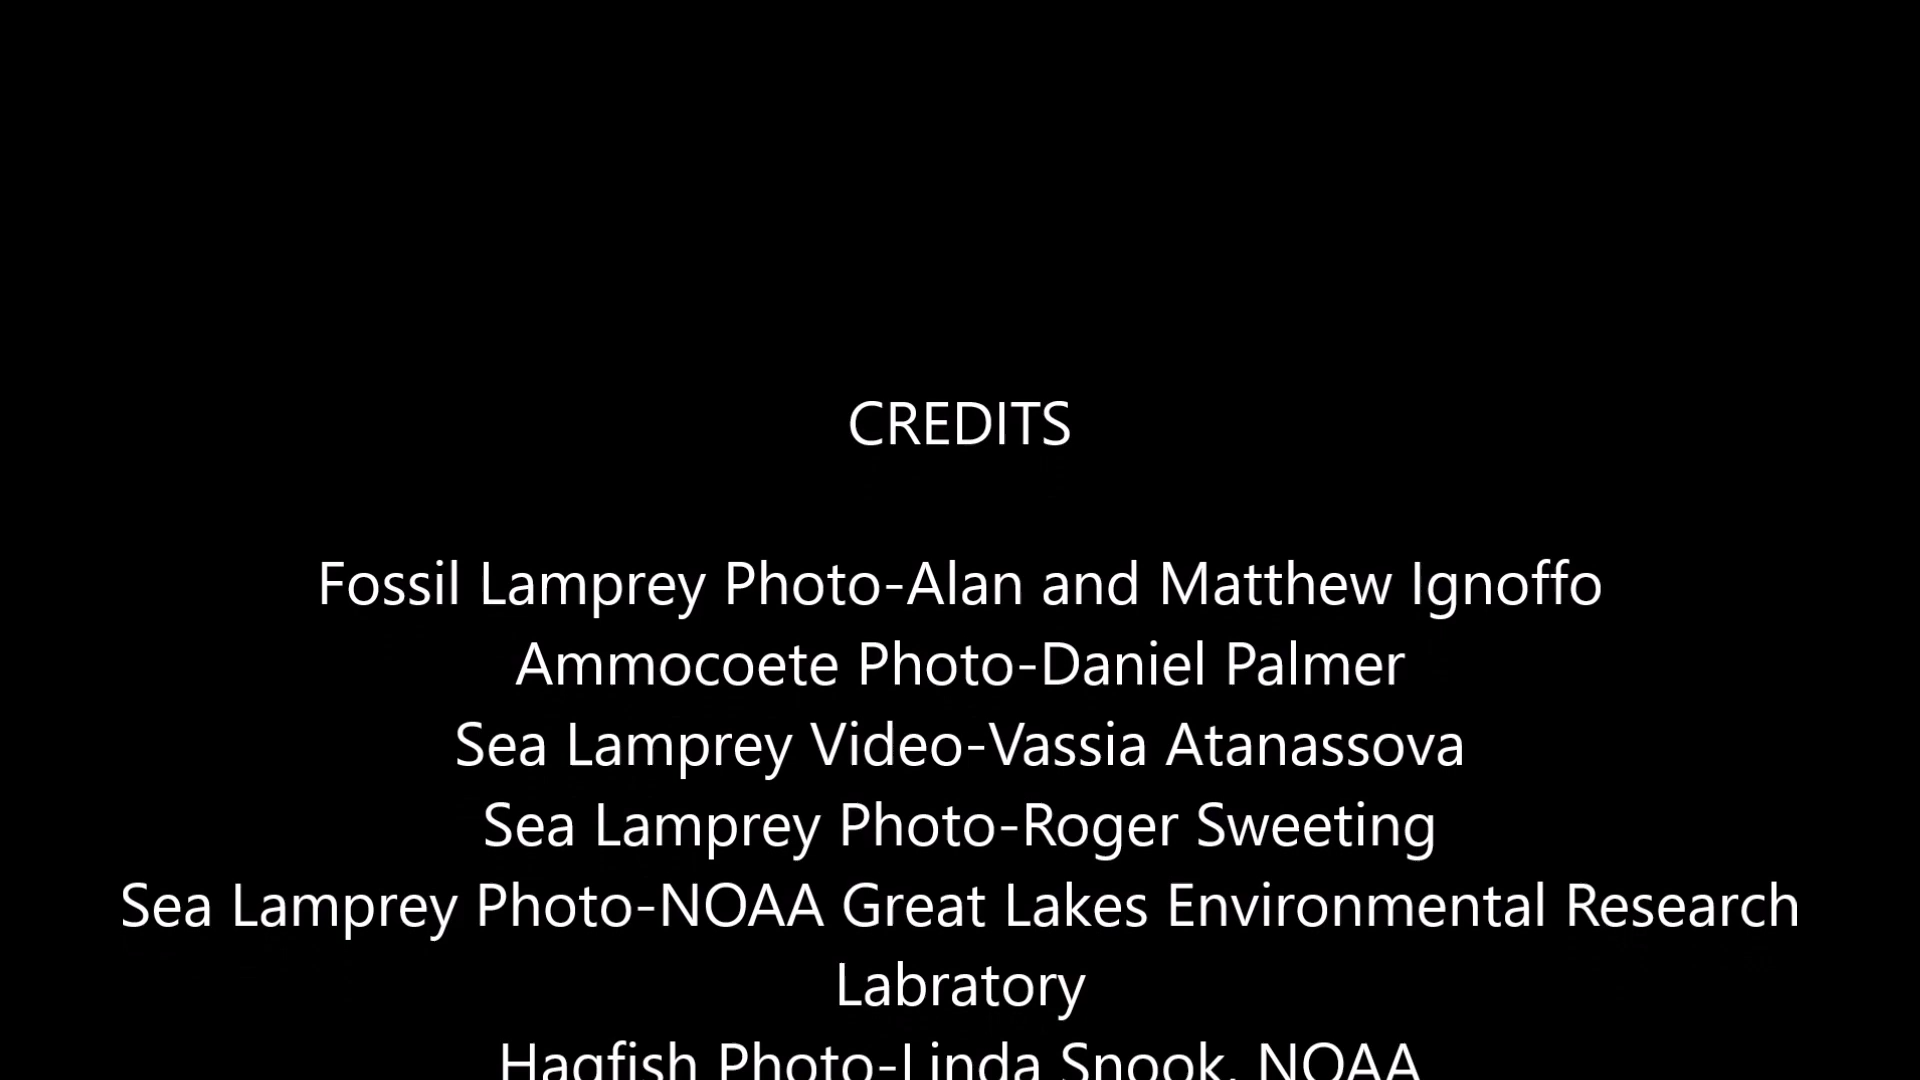 CREDITS
Fossil Lamprey Photo-Alan and Matthew Ignoffo
Ammocoete Photo-Daniel Palmer
Sea Lamprey Video-Vassia Atanassova
Sea Lamprey Photo-Roger Sweeting
Sea Lamprey Photo-NOAA Great Lakes Environmental Research
Labratory
Hagfish Photo-Linda Snook, NOAA